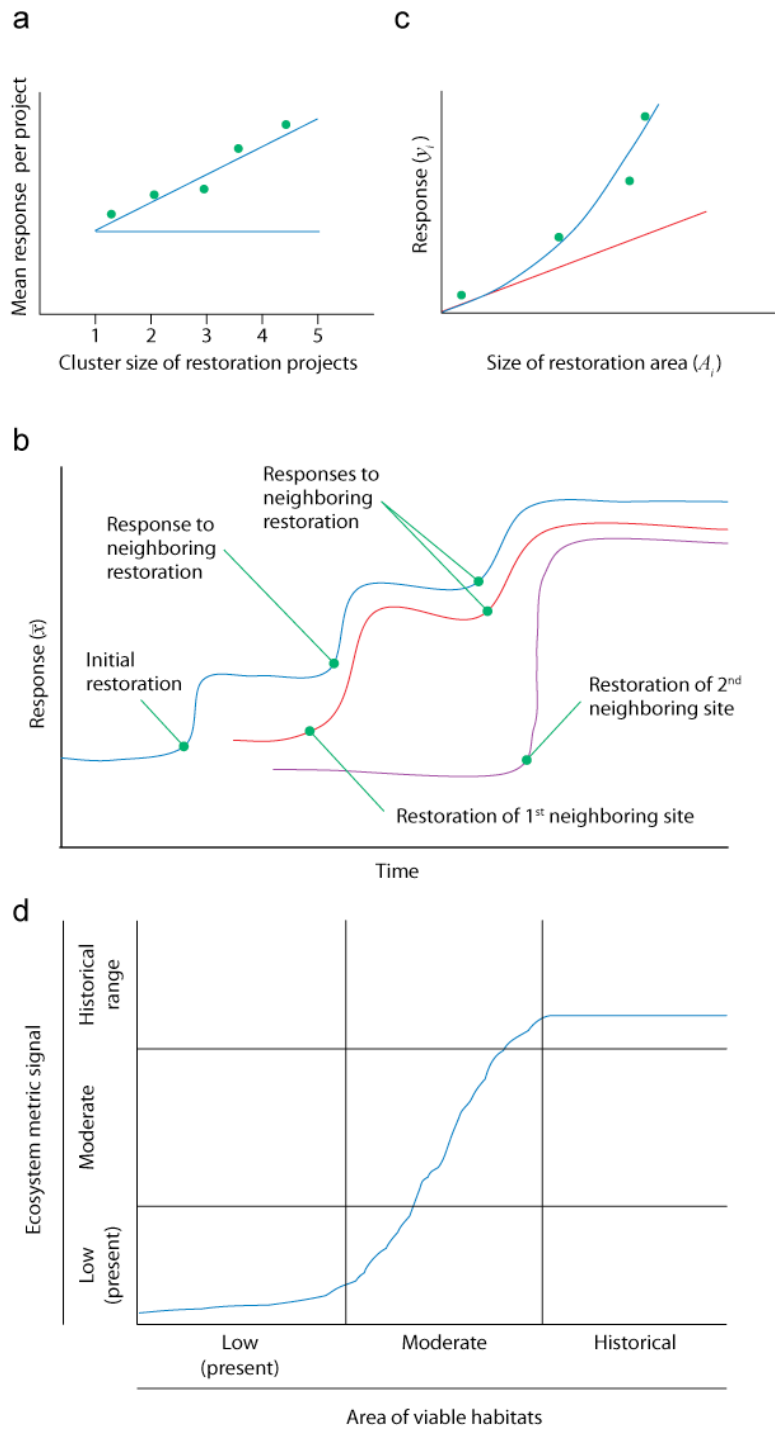 a
Mean response per project
1 2 3 4 5
Cluster size of restoration projects
c
Response (yᵢ)
Size of restoration area (Aᵢ)
b
Response (x̄)
Initial
restoration
Response to
neighboring
restoration
Responses to
neighboring
restoration
Restoration of 2ⁿᵈ
neighboring site
Restoration of 1ˢᵗ neighboring site
Time
d
Ecosystem metric signal
Historical
range
Moderate
Low
(present)
Low
(present)
Moderate
Historical
Area of viable habitats